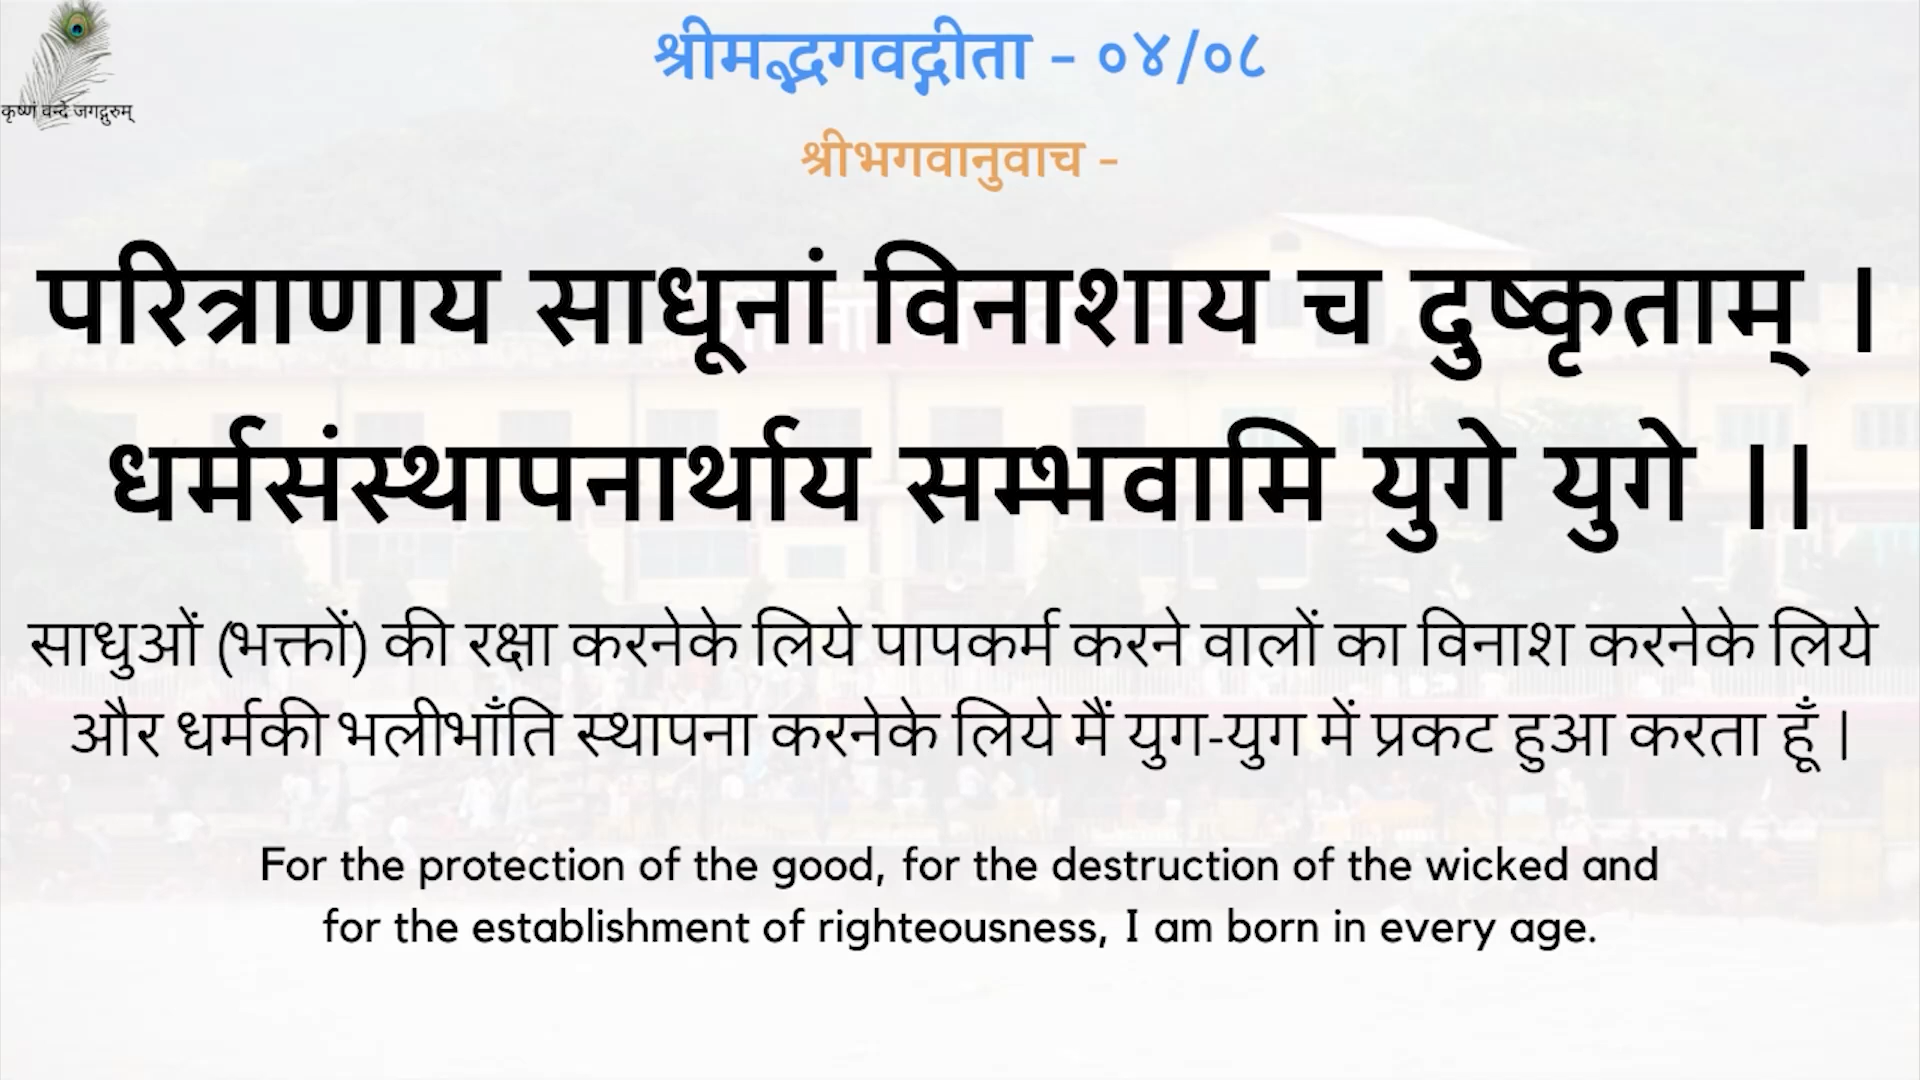 कृष्णं वन्दे जगद्गुरुम्
श्रीमद्भगवद्गीता - ०४/०८
श्रीभगवानुवाच -
परित्राणाय साधूनां विनाशाय च दुष्कृताम् ।
धर्मसंस्थापनार्थाय सम्भवामि युगे युगे ।।
साधुओं (भक्तों) की रक्षा करनेके लिये पापकर्म करने वालों का विनाश करनेके लिये
और धर्मकी भलीभाँति स्थापना करनेके लिये मैं युग-युग में प्रकट हुआ करता हूँ |
For the protection of the good, for the destruction of the wicked and
for the establishment of righteousness, I am born in every age.